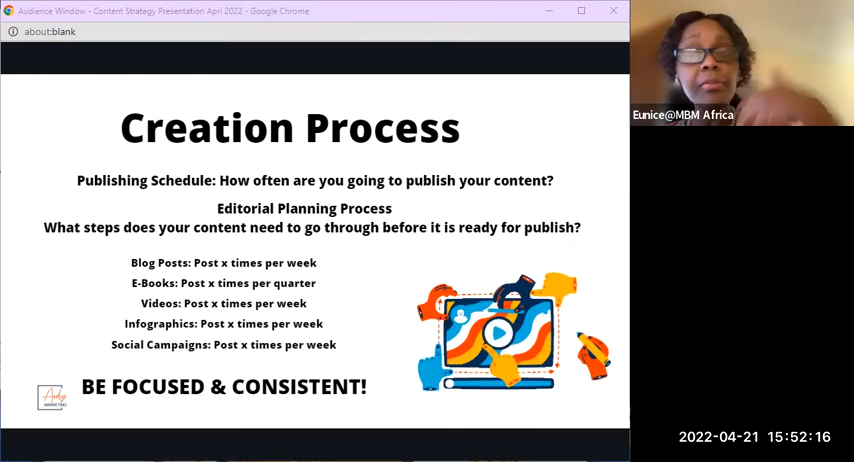 Audience Window - Content Strategy Presentation Apri 2022 - Google Chrome
about:blank
Eunice@MBM Africa
Creation Process
Publishing Schedule: How often are you going to publish your content?
Editorial Planning Process
What steps does your content need to go through before it is ready for publish?
Blog Posts: Post x times per week
E-Books: Post x times per quarter
Videos: Post x times per week
Infographics: Post x times per week
Social Campaigns: Post x times per week
BE FOCUSED & CONSISTENT!
Ardy
MARKETING
2022-04-21 15:52:16